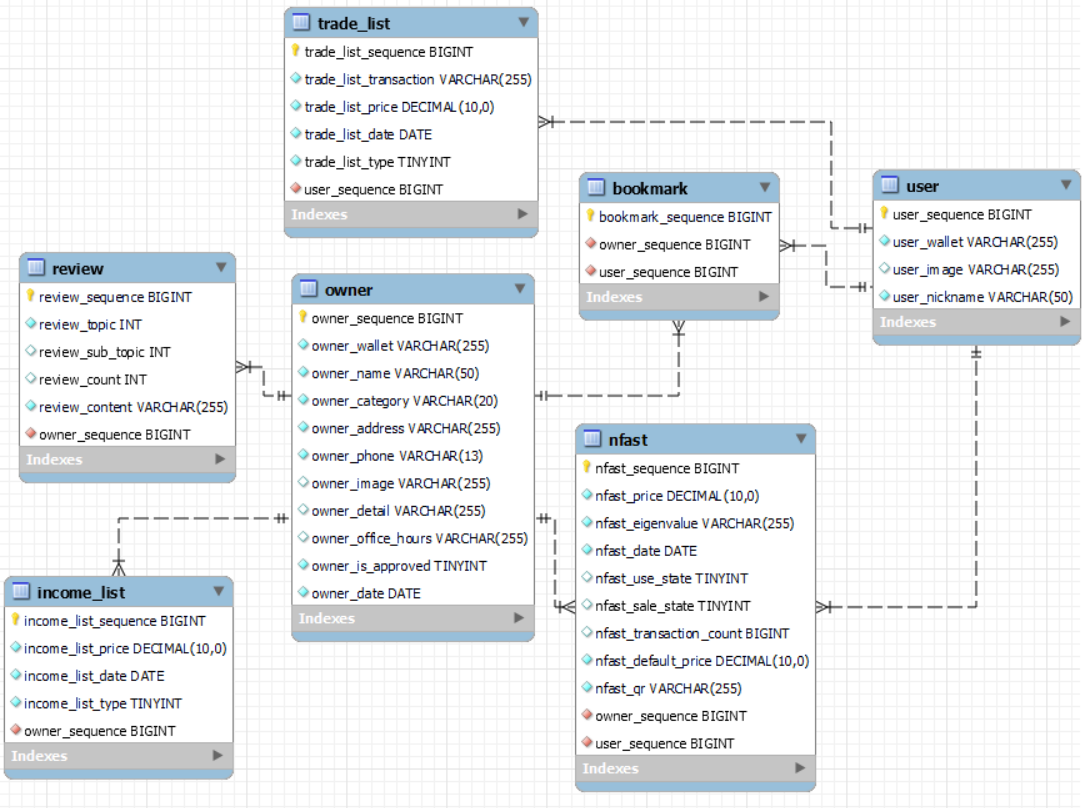 trade_list
trade_list_sequence BIGINT
trade_list_transaction VARCHAR(255)
trade_list_price DECIMAL(10,0)
trade_list_date DATE
trade_list_type TINYINT
user_sequence BIGINT
Indexes
bookmark
bookmark_sequence BIGINT
owner_sequence BIGINT
user_sequence BIGINT
Indexes
user
user_sequence BIGINT
user_wallet VARCHAR(255)
user_image VARCHAR(255)
user_nickname VARCHAR(50)
Indexes
review
review_sequence BIGINT
review_topic INT
review_sub_topic INT
review_count INT
review_content VARCHAR(255)
owner_sequence BIGINT
Indexes
owner
owner_sequence BIGINT
owner_wallet VARCHAR(255)
owner_name VARCHAR(50)
owner_category VARCHAR(20)
owner_address VARCHAR(255)
owner_phone VARCHAR(13)
owner_image VARCHAR(255)
owner_detail VARCHAR(255)
owner_office_hours VARCHAR(255)
owner_is_approved TINYINT
owner_date DATE
Indexes
nfast
nfast_sequence BIGINT
nfast_price DECIMAL(10,0)
nfast_eigenvalue VARCHAR(255)
nfast_date DATE
nfast_use_state TINYINT
nfast_sale_state TINYINT
nfast_transaction_count BIGINT
nfast_default_price DECIMAL(10,0)
nfast_qr VARCHAR(255)
owner_sequence BIGINT
user_sequence BIGINT
Indexes
income_list
income_list_sequence BIGINT
income_list_price DECIMAL(10,0)
income_list_date DATE
income_list_type TINYINT
owner_sequence BIGINT
Indexes